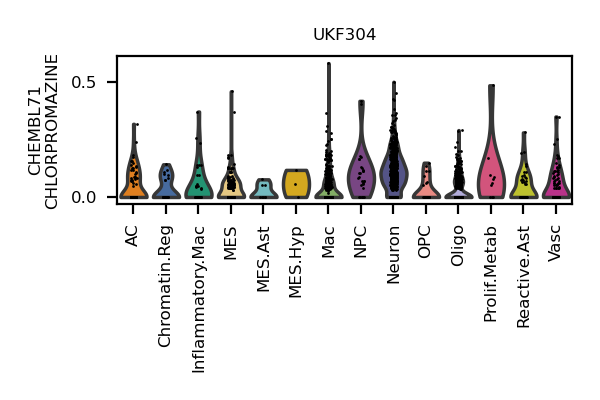 UKF304
CHEMBL71
CHLORPROMAZINE
0.5
0.0
AC
Chromatin.Reg
Inflammatory.Mac
MES
MES.Ast
MES.Hyp
Mac
NPC
Neuron
OPC
Oligo
Prolif.Metab
Reactive.Ast
Vasc